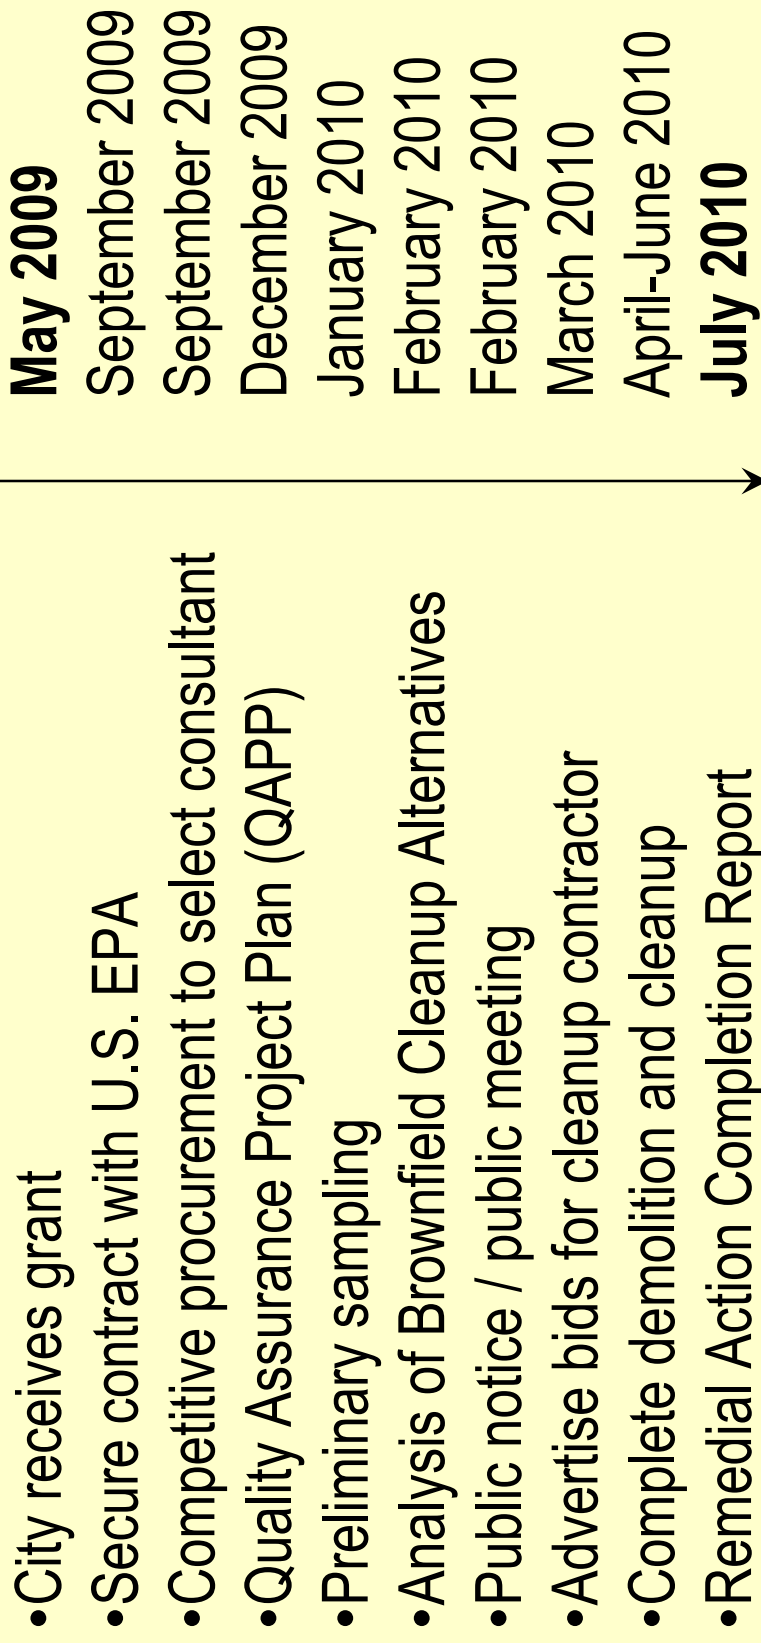 •City receives grant May 2009
•Secure contract with U.S. EPA September 2009
•Competitive procurement to select consultant September 2009
•Quality Assurance Project Plan (QAPP) December 2009
•Preliminary sampling January 2010
•Analysis of Brownfield Cleanup Alternatives February 2010
•Public notice / public meeting February 2010
•Advertise bids for cleanup contractor March 2010
•Complete demolition and cleanup April-June 2010
•Remedial Action Completion Report July 2010